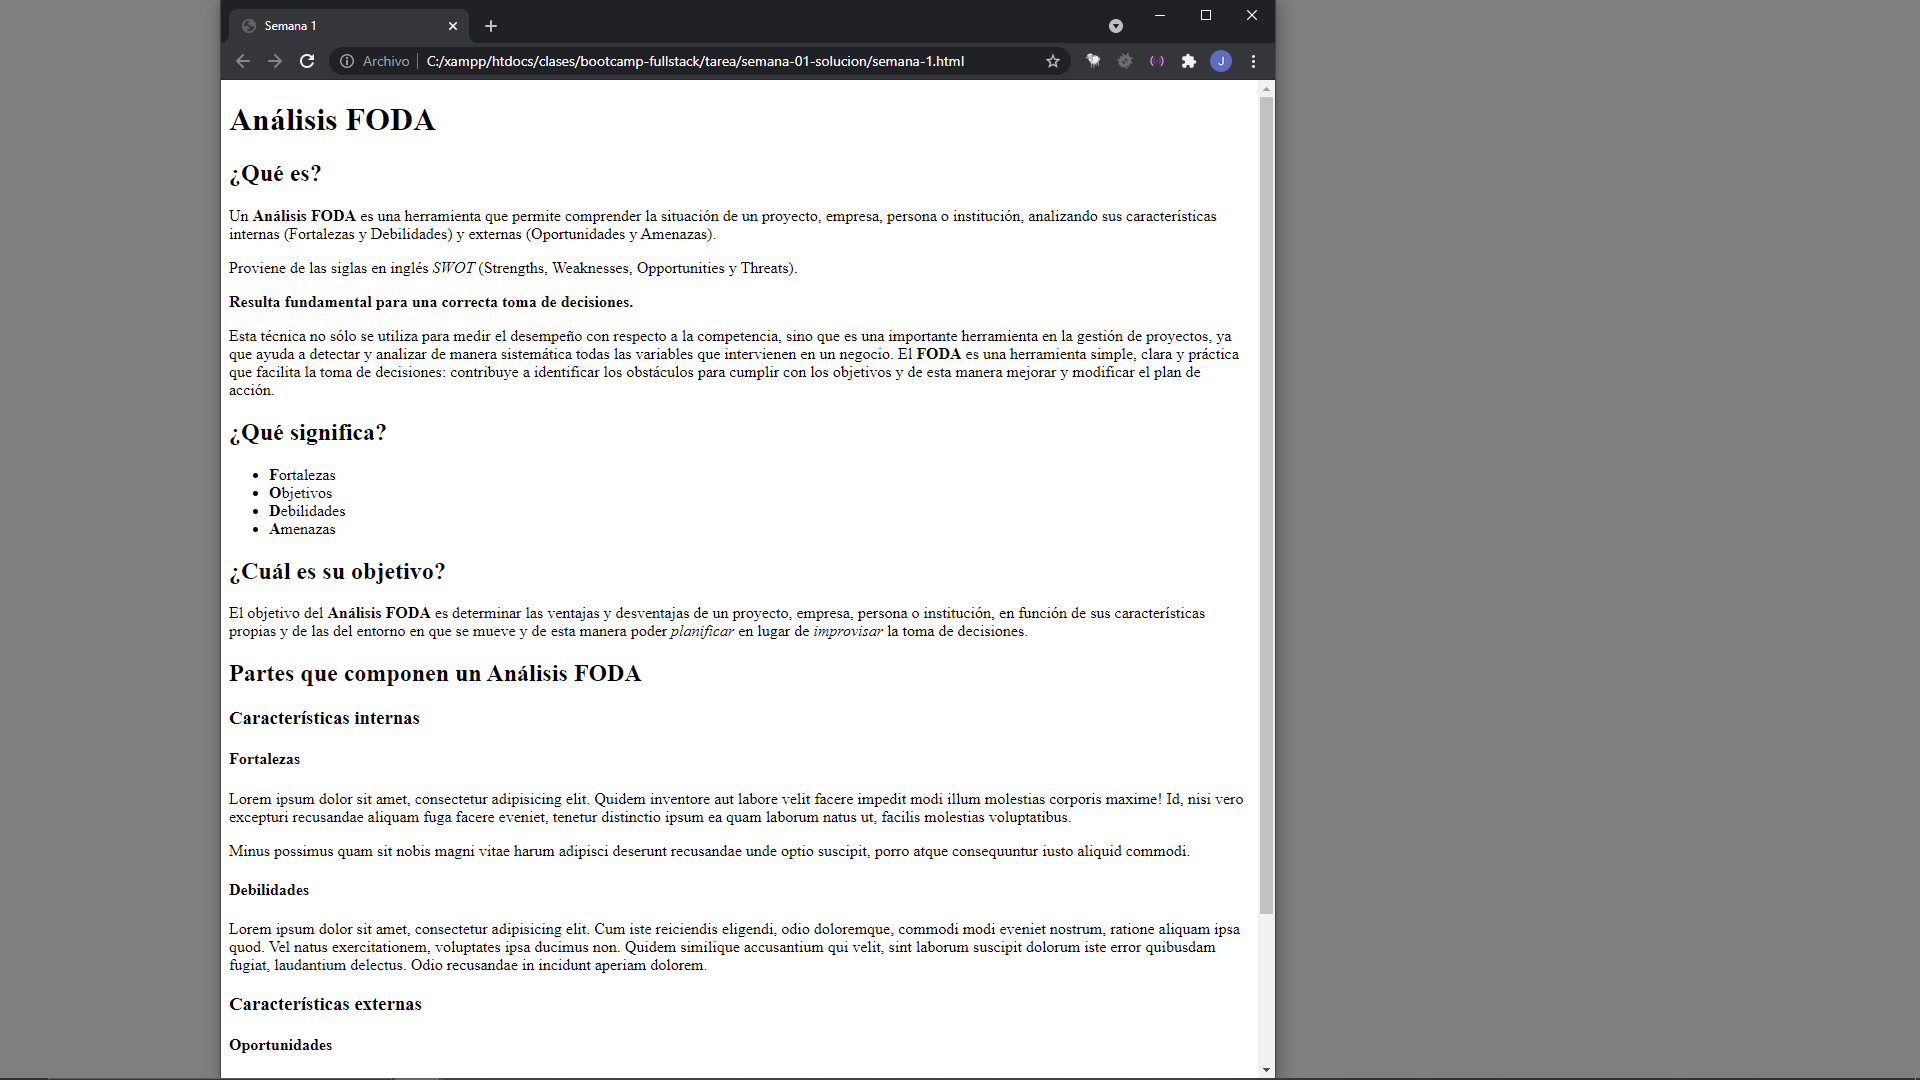 Semana 1
Archivo C:/xampp/htdocs/clases/bootcamp-fullstack/tarea/semana-01-solucion/semana-1.html
J
Análisis FODA
¿Qué es?
Un Análisis FODA es una herramienta que permite comprender la situación de un proyecto, empresa, persona o institución, analizando sus características
internas (Fortalezas y Debilidades) y externas (Oportunidades y Amenazas).
Proviene de las siglas en inglés SWOT (Strengths, Weaknesses, Opportunities y Threats).
Resulta fundamental para una correcta toma de decisiones.
Esta técnica no sólo se utiliza para medir el desempeño con respecto a la competencia, sino que es una importante herramienta en la gestión de proyectos, ya
que ayuda a detectar y analizar de manera sistemática todas las variables que intervienen en un negocio. El FODA es una herramienta simple, clara y práctica
que facilita la toma de decisiones: contribuye a identificar los obstáculos para cumplir con los objetivos y de esta manera mejorar y modificar el plan de
acción.
¿Qué significa?
• Fortalezas
• Objetivos
• Debilidades
• Amenazas
¿Cuál es su objetivo?
El objetivo del Análisis FODA es determinar las ventajas y desventajas de un proyecto, empresa, persona o institución, en función de sus características
propias y de las del entorno en que se mueve y de esta manera poder planificar en lugar de improvisar la toma de decisiones.
Partes que componen un Análisis FODA
Características internas
Fortalezas
Lorem ipsum dolor sit amet, consectetur adipisicing elit. Quidem inventore aut labore velit facere impedit modi illum molestias corporis maxime! Id, nisi vero
excepturi recusandae aliquam fuga facere eveniet, tenetur distinctio ipsum ea quam laborum natus ut, facilis molestias voluptatibus.
Minus possimus quam sit nobis magni vitae harum adipisci deserunt recusandae unde optio suscipit, porro atque consequuntur iusto aliquid commodi.
Debilidades
Lorem ipsum dolor sit amet, consectetur adipisicing elit. Cum iste reiciendis eligendi, odio doloremque, commodi modi eveniet nostrum, ratione aliquam ipsa
quod. Vel natus exercitationem, voluptates ipsa ducimus non. Quidem similique accusantium qui velit, sint laborum suscipit dolorum iste error quibusdam
fugiat, laudantium delectus. Odio recusandae in incidunt aperiam dolorem.
Características externas
Oportunidades